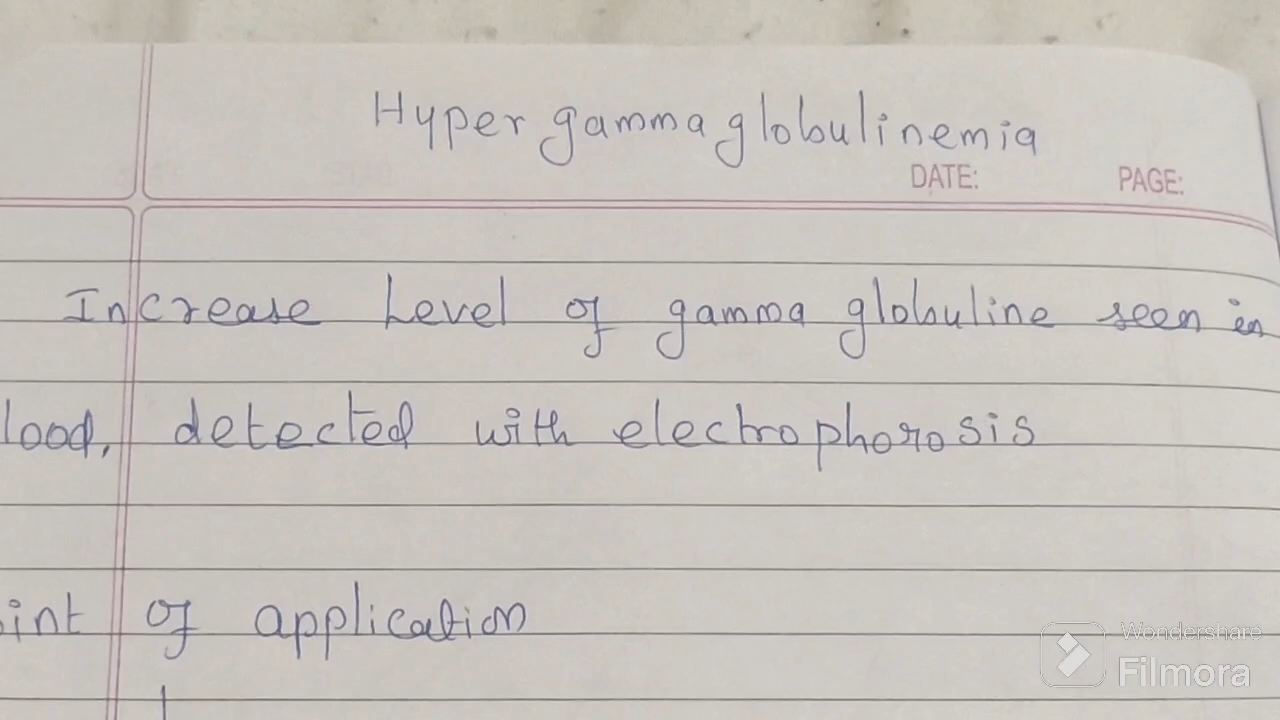 Hyper gamma globulinemia
DATE: PAGE:
Increase Level of gamma globuline seen in
lood, detected with electrophorosis
oint of application
Wondershare
Filmora